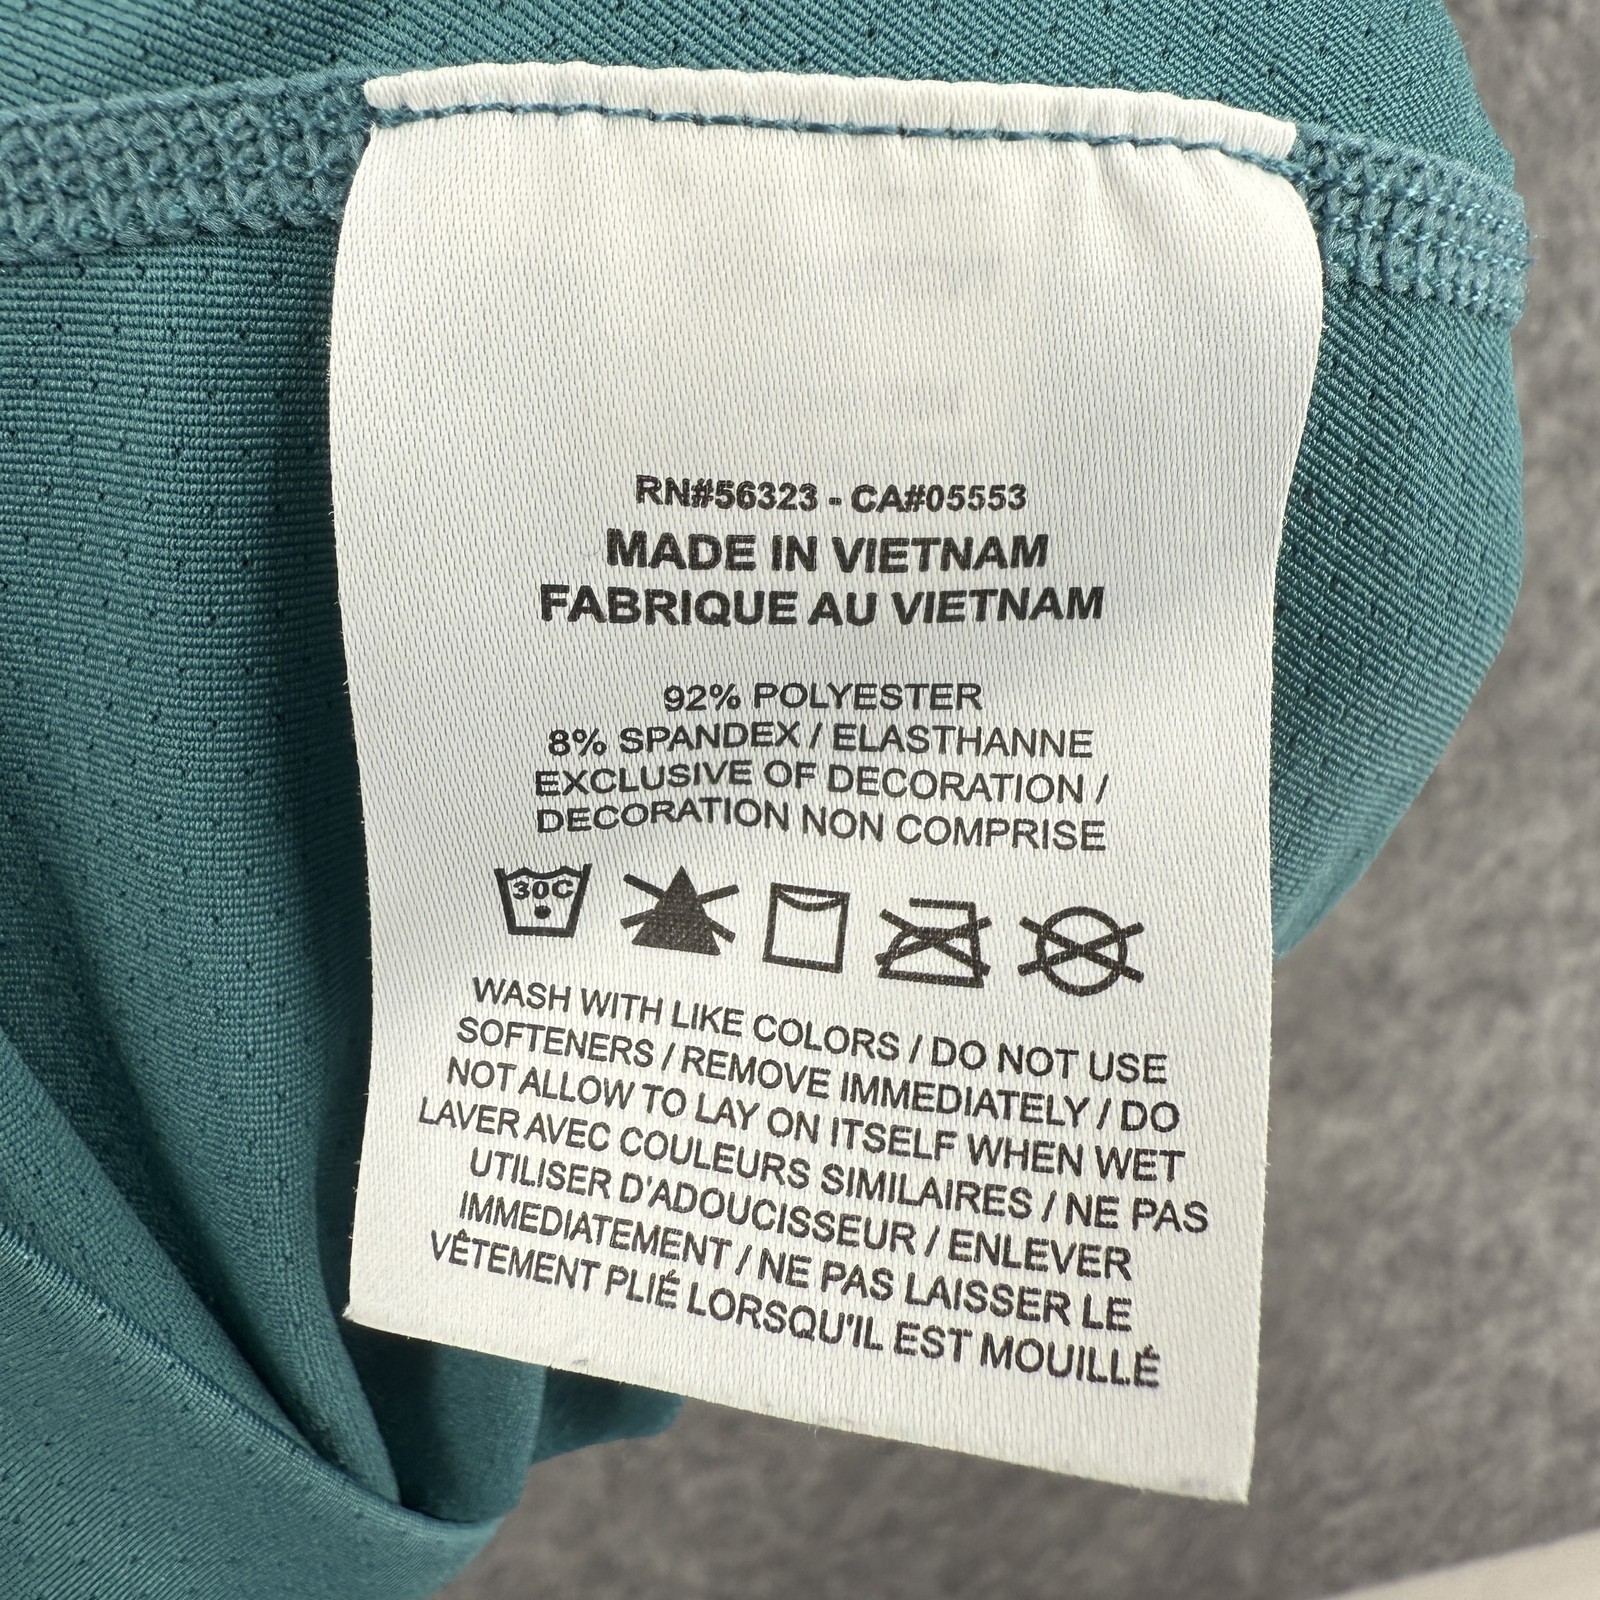 RN#56323 - CA#05553
MADE IN VIETNAM
FABRIQUE AU VIETNAM
92% POLYESTER
8% SPANDEX / ELASTHANNE
EXCLUSIVE OF DECORATION /
DECORATION NON COMPRISE
30C
WASH WITH LIKE COLORS / DO NOT USE
SOFTENERS / REMOVE IMMEDIATELY / DO
NOT ALLOW TO LAY ON ITSELF WHEN WET
LAVER AVEC COULEURS SIMILAIRES / NE PAS
UTILISER D'ADOUCISSEUR / ENLEVER
IMMEDIATEMENT / NE PAS LAISSER LE
VÊTEMENT PLIÉ LORSQU'IL EST MOUILLÉ